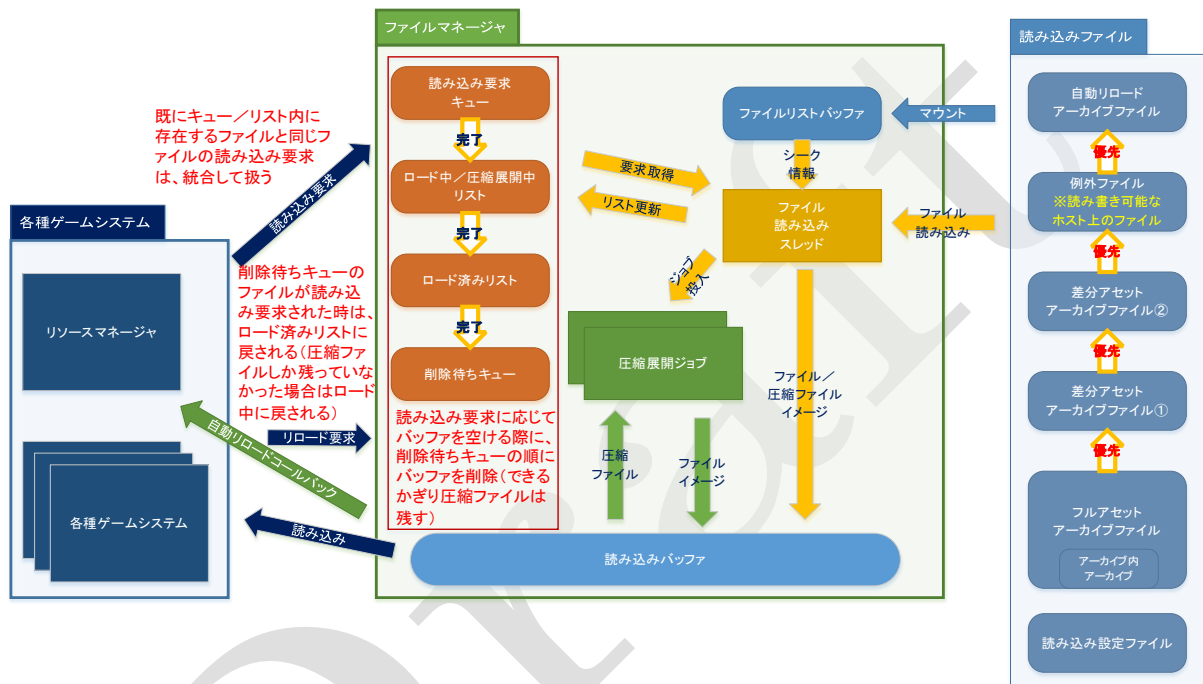 ファイルマネージャ
読み込みファイル
読み込み要求
キュー
完了
ロード中／圧縮展開中
リスト
完了
ロード済みリスト
完了
削除待ちキュー
読み込み要求に応じて
バッファを空ける際に、
削除待ちキューの順に
バッファを削除（できる
かぎり圧縮ファイルは
残す）
既にキュー／リスト内に
存在するファイルと同じフ
ァイルの読み込み要求
は、統合して扱う
読み込み要求
各種ゲームシステム
リソースマネージャ
削除待ちキューの
ファイルが読み込
み要求された時は、
ロード済みリストに
戻される（圧縮ファ
イルしか残っていな
かった場合はロード
中に戻される）
リロード要求
自動リロードコールバック
各種ゲームシステム
読み込み
ファイルリストバッファ
マウント
シーク
情報
要求取得
リスト更新
ファイル
読み込み
スレッド
ファイル
読み込み
ジョブ
投入
圧縮展開ジョブ
ファイル／
圧縮ファイル
イメージ
圧縮
ファイル
ファイル
イメージ
読み込みバッファ
自動リロード
アーカイブファイル
優先
例外ファイル
※読み書き可能な
ホスト上のファイル
優先
差分アセット
アーカイブファイル②
優先
差分アセット
アーカイブファイル①
優先
フルアセット
アーカイブファイル
アーカイブ内
アーカイブ
読み込み設定ファイル
Draft